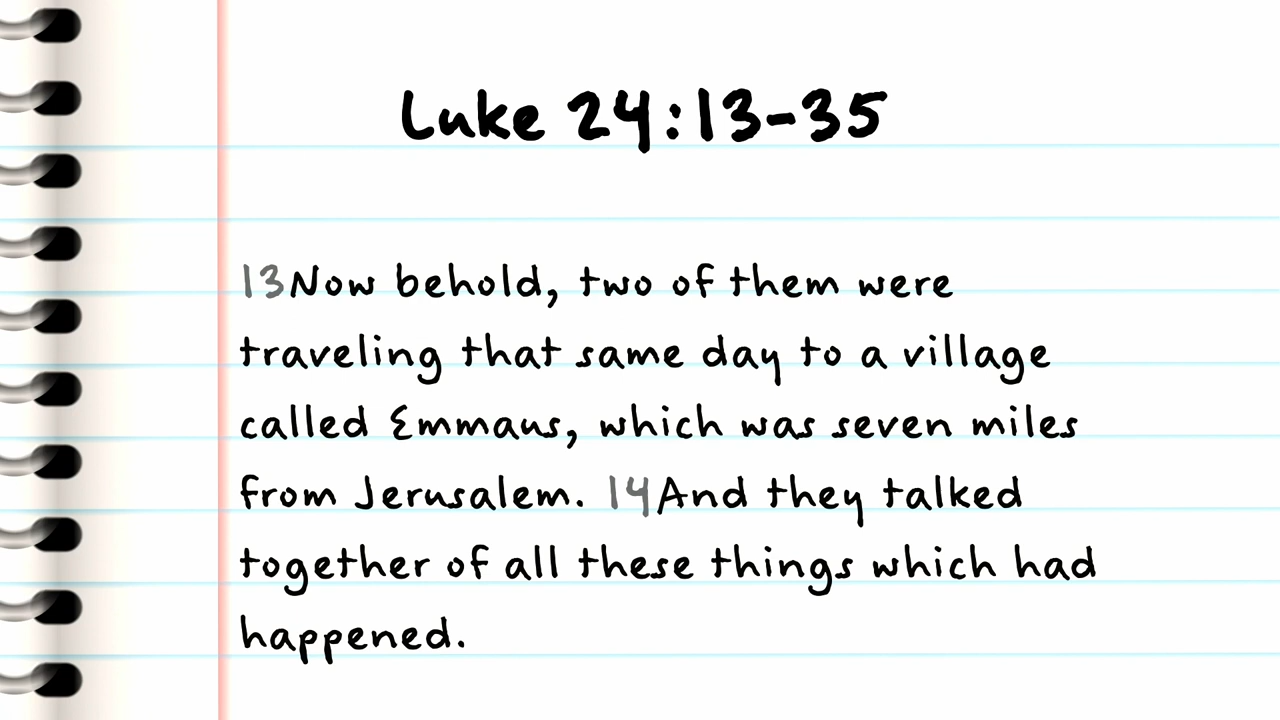 Luke 24:13-35
13Now behold, two of them were
traveling that same day to a village
called Emmaus, which was seven miles
from Jerusalem. 14And they talked
together of all these things which had
happened.